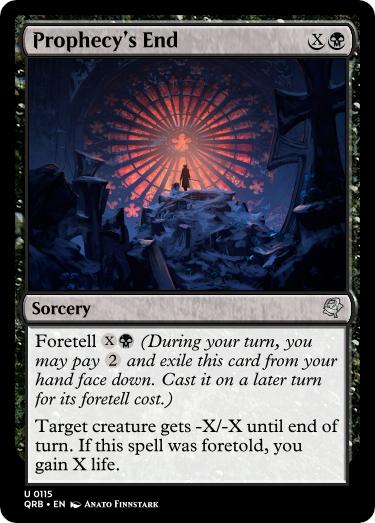 Prophecy's End X
Sorcery
Foretell X (During your turn, you
may pay 2 and exile this card from your
hand face down. Cast it on a later turn
for its foretell cost.)
Target creature gets -X/-X until end of
turn. If this spell was foretold, you
gain X life.
U 0115
QRB • EN Anato Finnstark